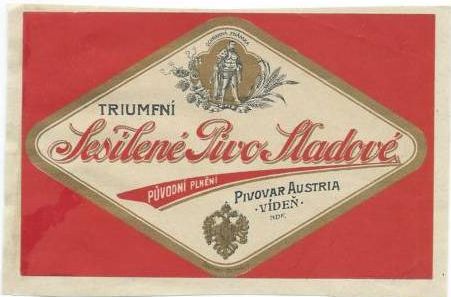 OCHRANNÁ ZNÁMKA
TRIUMFNÍ
Sesílené Pivo Sladové
PŮVODNÍ PLNĚNÍ
PIVOVAR AUSTRIA
·VÍDEŇ·